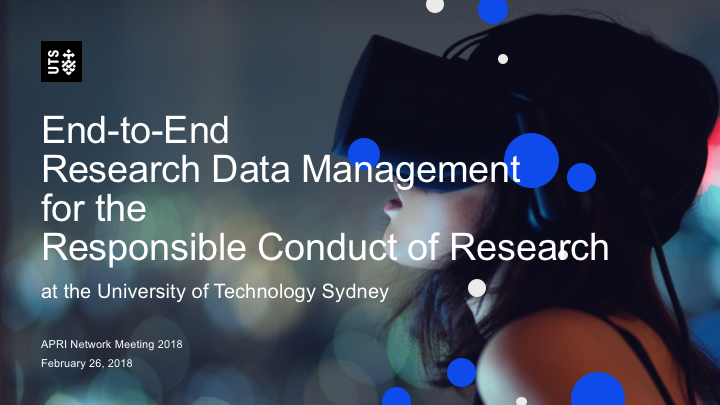 UTS
End-to-End
Research Data Management
for the
Responsible Conduct of Research
at the University of Technology Sydney
APRI Network Meeting 2018
February 26, 2018